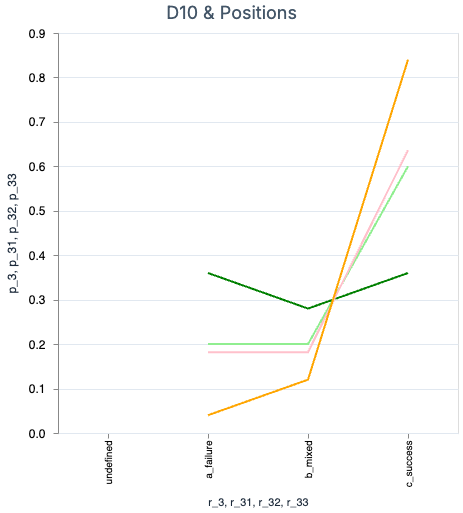 D10 & Positions
0.9
0.8
0.7
0.6
0.5
0.4
0.3
0.2
0.1
0.0
p_3, p_31, p_32, p_33
undefined
a_failure
b_mixed
c_success
r_3, r_31, r_32, r_33